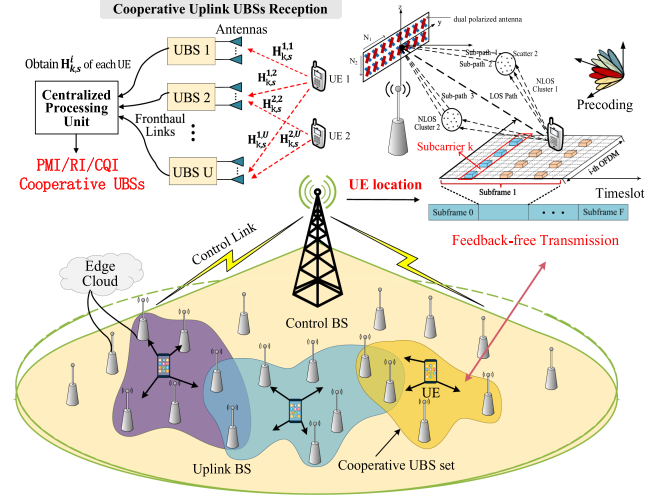 Cooperative Uplink UBSs Reception
Antennas
Obtain H^i_{k,s} of each UE
UBS 1
H^{1,1}_{k,s}
UE 1
H^{1,2}_{k,s}
Centralized
Processing
Unit
UBS 2
H^{2,2}_{k,s}
Fronthaul
Links
UE 2
H^{1,U}_{k,s}
H^{2,U}_{k,s}
PMI/RI/CQI
Cooperative UBSs
UBS U
z
dual polarized antenna
N₁
y
N₂
x
Sub-path 1
Scatter 2
Sub-path 2
NLOS
Cluster 1
Sub-path 3
LOS Path
NLOS
Cluster 2
Precoding
Subcarrier k
i-th OFDM
UE location
Subframe 1
Timeslot
Subframe 0
• • •
Subframe F
Feedback-free Transmission
Control Link
Edge
Cloud
Control BS
UE
Uplink BS
Cooperative UBS set